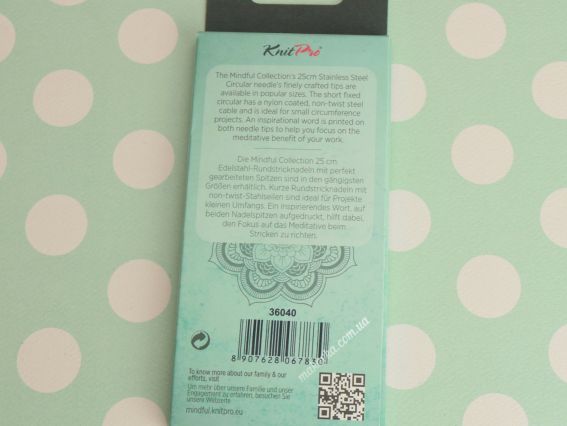 KnitPro
The Mindful Collection's 25cm Stainless Steel
Circular needle's finely crafted tips are
available in popular sizes. The short fixed
circular has a nylon coated, non-twist steel
cable and is ideal for small circumference
projects. An inspirational word is printed on
both needle tips to help you focus on the
meditative benefit of your work.
Die Mindful Collection 25 cm
Edelstahl-Rundstricknadeln mit perfekt
gearbeiteten Spitzen sind in den gängigsten
Größen erhältlich. Kurze Rundstricknadeln mit
non-twist-Stahlseilen sind ideal für Projekte
kleinen Umfangs. Ein inspirierendes Wort, auf
beiden Nadelspitzen aufgedruckt, hilft dabei,
den Fokus auf das Meditative beim
Stricken zu richten.
36040
8 907628 067830
To know more about our family & our
efforts, visit
Um mehr über unsere Familie und unser
Engagement zu erfahren, besuchen Sie
unsere Webseite
mindful.knitpro.eu